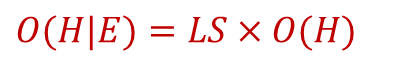 O(H|E) = LS × O(H)